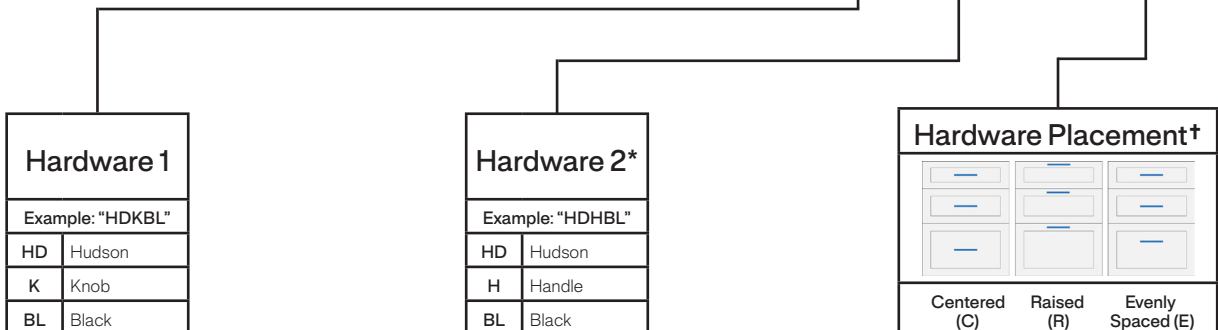 Hardware 1
Example: “HDKBL”
HD Hudson
K Knob
BL Black
Hardware 2*
Example: “HDHBL”
HD Hudson
H Handle
BL Black
Hardware Placement†
Centered Raised Evenly
(C) (R) Spaced (E)